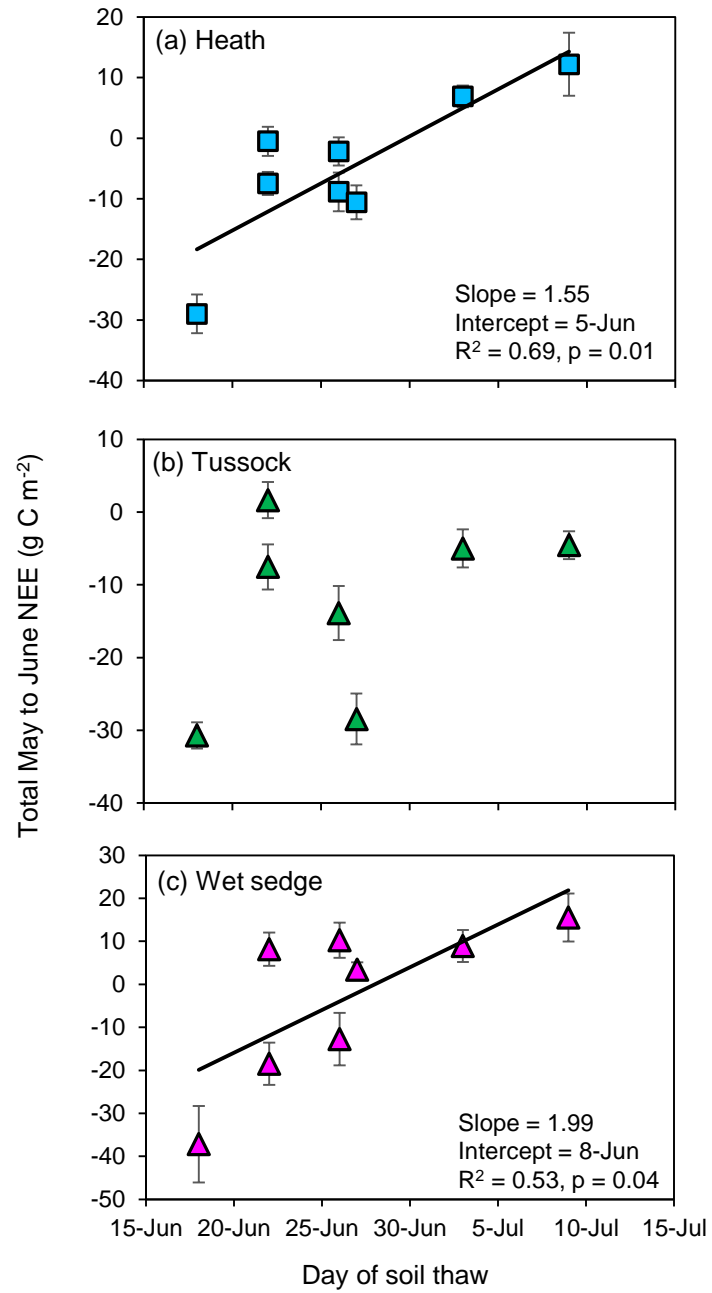 Total May to June NEE (g C m⁻²)
(a) Heath
20
10
0
-10
-20
-30
-40
Slope = 1.55
Intercept = 5-Jun
R² = 0.69, p = 0.01
(b) Tussock
10
0
-10
-20
-30
-40
(c) Wet sedge
30
20
10
0
-10
-20
-30
-40
-50
Slope = 1.99
Intercept = 8-Jun
R² = 0.53, p = 0.04
15-Jun 20-Jun 25-Jun 30-Jun 5-Jul 10-Jul 15-Jul
Day of soil thaw